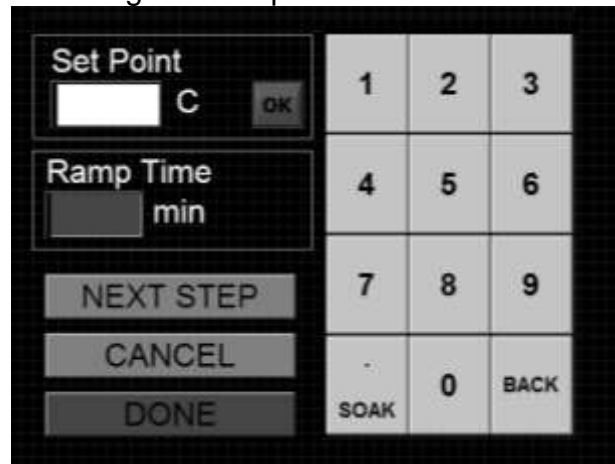 Set Point
C OK
Ramp Time
min
NEXT STEP
CANCEL
DONE
1 2 3
4 5 6
7 8 9
- SOAK 0 BACK